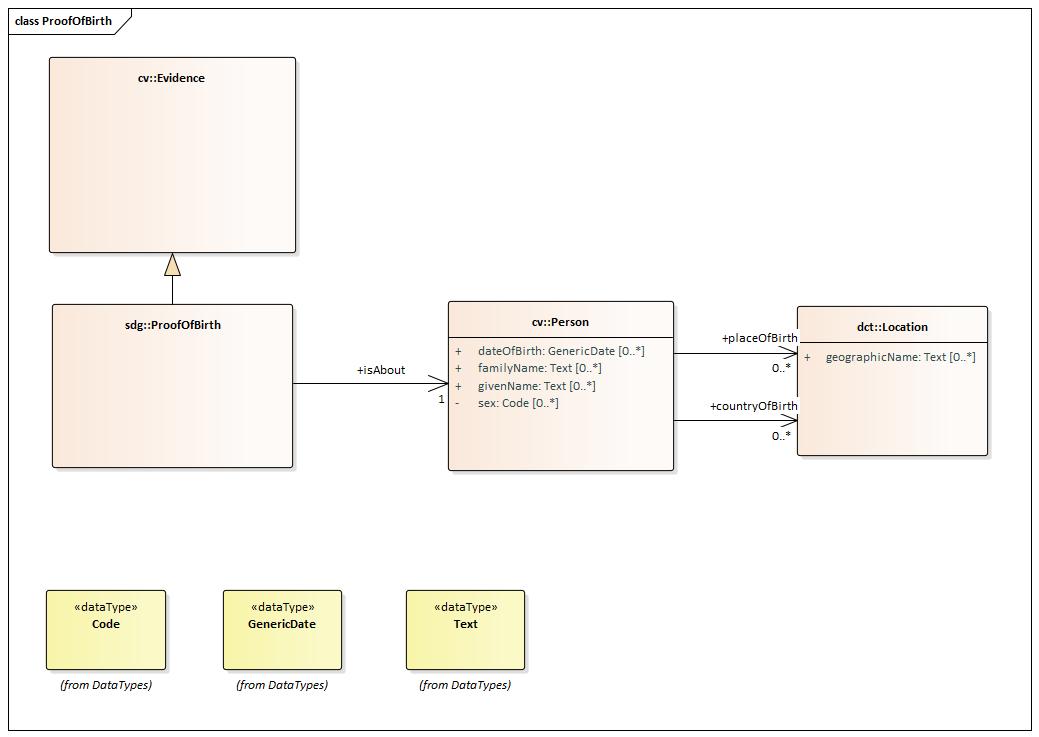 class ProofOfBirth
cv::Evidence
sdg::ProofOfBirth
+isAbout
1
cv::Person
+ dateOfBirth: GenericDate [0..*]
+ familyName: Text [0..*]
+ givenName: Text [0..*]
- sex: Code [0..*]
+placeOfBirth
0..*
+countryOfBirth
0..*
dct::Location
+ geographicName: Text [0..*]
«dataType»
Code
(from DataTypes)
«dataType»
GenericDate
(from DataTypes)
«dataType»
Text
(from DataTypes)